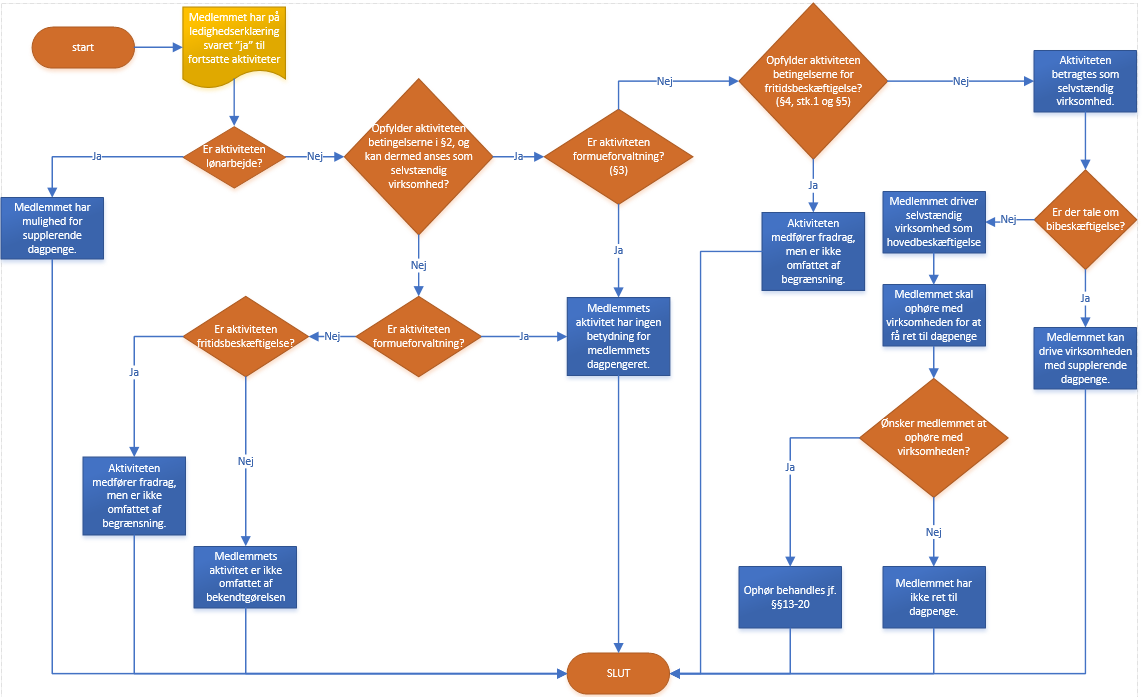 start
Medlemmet har på
ledighedserklæring
svaret "ja" til
fortsatte aktiviteter
Er aktiviteten
lønarbejde?
Ja
Nej
Medlemmet har
mulighed for
supplerende
dagpenge.
Opfylder aktiviteten
betingelserne i §2, og
kan dermed anses som
selvstændig
virksomhed?
Ja
Nej
Er aktiviteten
formueforvaltning?
(§3)
Nej
Ja
Opfylder aktiviteten
betingelserne for
fritidsbeskæftigelse?
(§4, stk.1 og §5)
Nej
Ja
Aktiviteten
betragtes som
selvstændig
virksomhed.
Er der tale om
bibeskæftigelse?
Nej
Ja
Medlemmet driver
selvstændig
virksomhed som
hovedbeskæftigelse
Aktiviteten
medfører fradrag,
men er ikke
omfattet af
begrænsning.
Medlemmet skal
ophøre med
virksomheden for at
få ret til dagpenge
Medlemmet kan
drive virksomheden
med supplerende
dagpenge.
Er aktiviteten
formueforvaltning?
Nej
Ja
Medlemmets
aktivitet har ingen
betydning for
medlemmets
dagpengeret.
Er aktiviteten
fritidsbeskæftigelse?
Ja
Nej
Aktiviteten
medfører fradrag,
men er ikke
omfattet af
begrænsning.
Medlemmets
aktivitet er ikke
omfattet af
bekendtgørelsen
Ønsker medlemmet at
ophøre med
virksomheden?
Ja
Nej
Ophør behandles jf.
§§13-20
Medlemmet har
ikke ret til
dagpenge.
SLUT